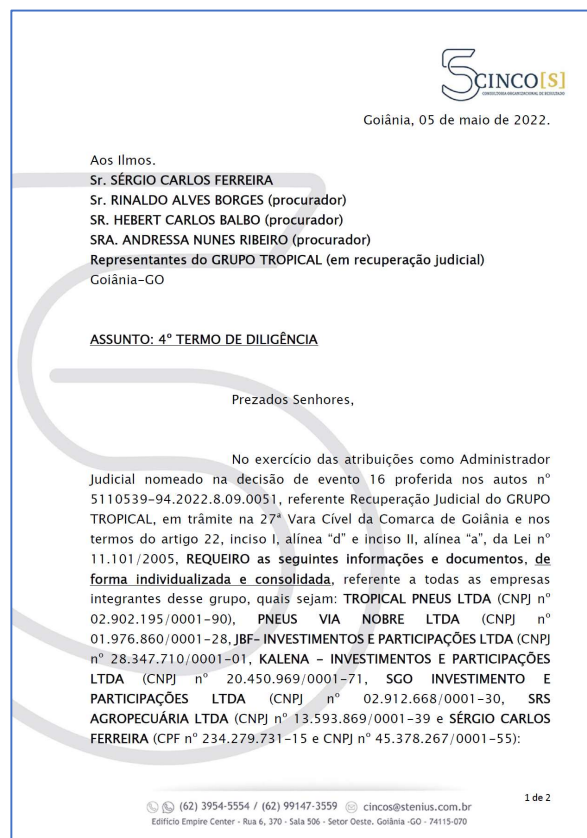 CINCO[S]
CONSULTORIA ORGANIZACIONAL DE RESULTADO
Goiânia, 05 de maio de 2022.
Aos Ilmos.
Sr. SÉRGIO CARLOS FERREIRA
Sr. RINALDO ALVES BORGES (procurador)
SR. HEBERT CARLOS BALBO (procurador)
SRA. ANDRESSA NUNES RIBEIRO (procurador)
Representantes do GRUPO TROPICAL (em recuperação judicial)
Goiânia-GO
ASSUNTO: 4º TERMO DE DILIGÊNCIA
Prezados Senhores,
No exercício das atribuições como Administrador
Judicial nomeado na decisão de evento 16 proferida nos autos nº
5110539-94.2022.8.09.0051, referente Recuperação Judicial do GRUPO
TROPICAL, em trâmite na 27ª Vara Cível da Comarca de Goiânia e nos
termos do artigo 22, inciso I, alínea “d” e inciso II, alínea “a”, da Lei nº
11.101/2005, REQUEIRO as seguintes informações e documentos, de
forma individualizada e consolidada, referente a todas as empresas
integrantes desse grupo, quais sejam: TROPICAL PNEUS LTDA (CNPJ nº
02.902.195/0001-90), PNEUS VIA NOBRE LTDA (CNPJ nº
01.976.860/0001-28, JBF- INVESTIMENTOS E PARTICIPAÇÕES LTDA (CNPJ
nº 28.347.710/0001-01, KALENA - INVESTIMENTOS E PARTICIPAÇÕES
LTDA (CNPJ nº 20.450.969/0001-71, SGO INVESTIMENTO E
PARTICIPAÇÕES LTDA (CNPJ nº 02.912.668/0001-30, SRS
AGROPECUÁRIA LTDA (CNPJ nº 13.593.869/0001-39 e SÉRGIO CARLOS
FERREIRA (CPF nº 234.279.731-15 e CNPJ nº 45.378.267/0001-55):
1 de 2
(62) 3954-5554 / (62) 99147-3559 cincos@stenius.com.br
Edifício Empire Center - Rua 6, 370 - Sala 506 - Setor Oeste. Goiânia -GO - 74115-070